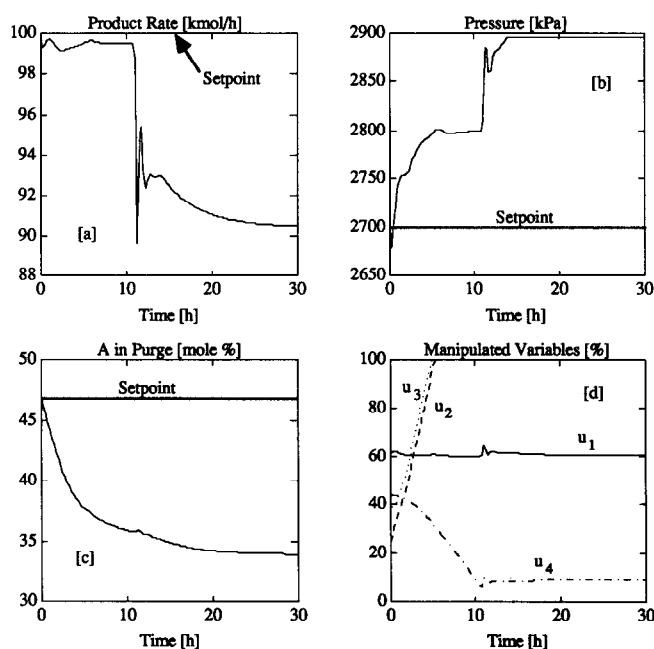 Product Rate [kmol/h]
100
98
96
94
92
90
88
Setpoint
[a]
0
10
20
30
Time [h]
Pressure [kPa]
2900
2850
2800
2750
2700
2650
[b]
Setpoint
0
10
20
30
Time [h]
A in Purge [mole %]
50
45
40
35
30
Setpoint
[c]
0
10
20
30
Time [h]
Manipulated Variables [%]
100
80
60
40
20
0
u3
u2
[d]
u1
u4
0
10
20
30
Time [h]